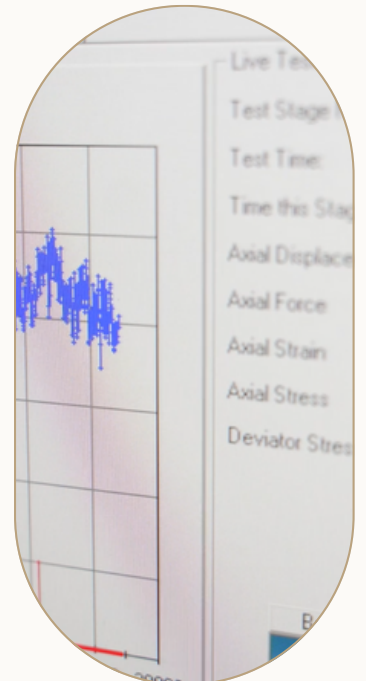 Live Tes
Test Stage
Test Time:
Time this Stag
Axial Displace
Axial Force
Axial Strain
Axial Stress
Deviator Stres
B